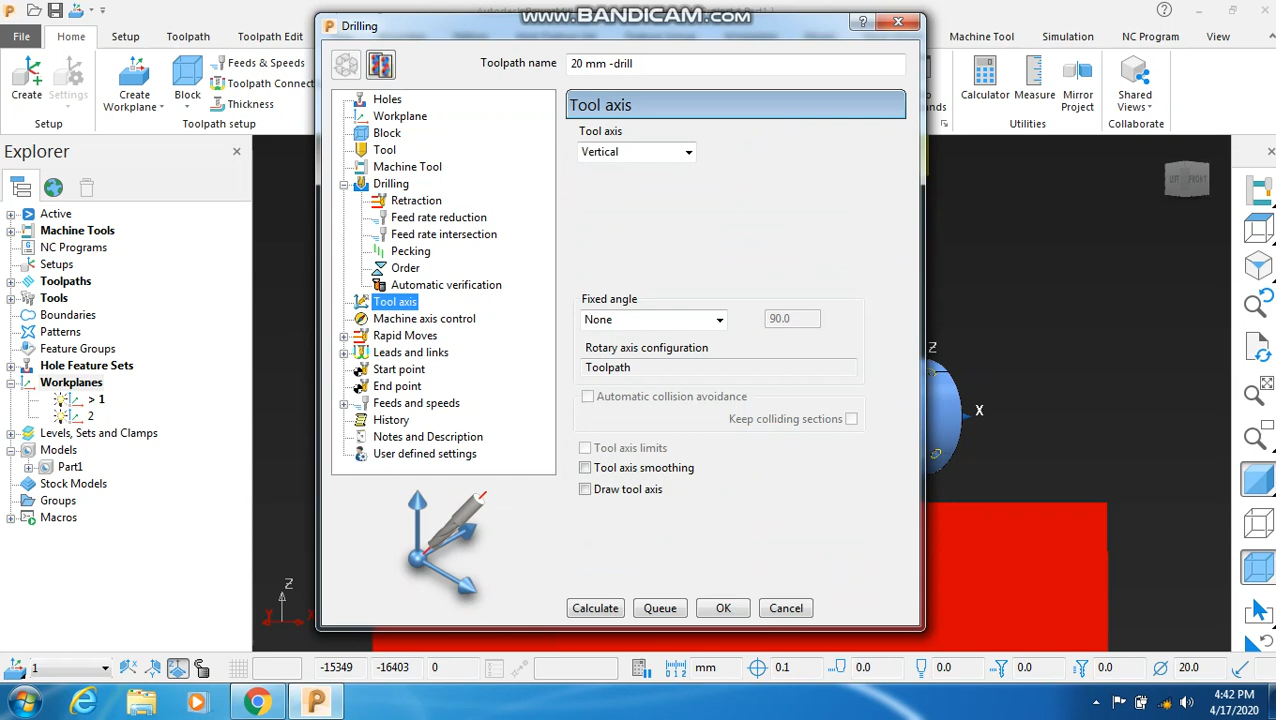 www.BANDICAM.com
File
Home
Setup
Toolpath
Toolpath Edit
Machine Tool
Simulation
NC Program
View
Create
Settings
Setup
Create
Workplane
Block
Feeds & Speeds
Toolpath Connect
Thickness
Toolpath setup
Calculator
Measure
Mirror
Project
Utilities
Shared
Views
Collaborate
Explorer
Active
Machine Tools
NC Programs
Setups
Toolpaths
Tools
Boundaries
Patterns
Feature Groups
Hole Feature Sets
Workplanes
> 1
2
Levels, Sets and Clamps
Models
Part1
Stock Models
Groups
Macros
Drilling
Toolpath name
20 mm -drill
Holes
Workplane
Block
Tool
Machine Tool
Drilling
Retraction
Feed rate reduction
Feed rate intersection
Pecking
Order
Automatic verification
Tool axis
Machine axis control
Rapid Moves
Leads and links
Start point
End point
Feeds and speeds
History
Notes and Description
User defined settings
Tool axis
Tool axis
Vertical
Fixed angle
None
90.0
Rotary axis configuration
Toolpath
Automatic collision avoidance
Keep colliding sections
Tool axis limits
Tool axis smoothing
Draw tool axis
Calculate
Queue
OK
Cancel
Z
X
Z
Y
1
-15349
-16403
0
mm
0.1
0.0
0.0
0.0
0.0
20.0
4:42 PM
4/17/2020